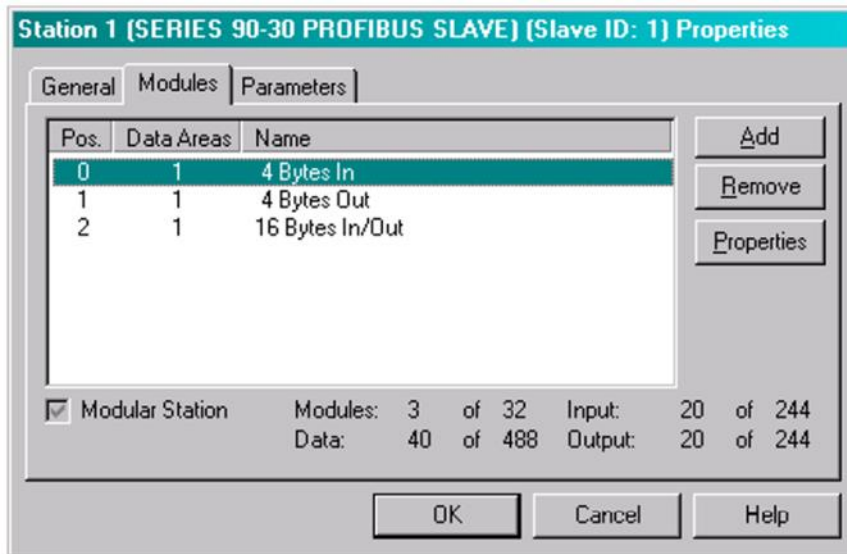 Station 1 (SERIES 90-30 PROFIBUS SLAVE) (Slave ID: 1) Properties
General Modules Parameters
Pos. Data Areas Name
0 1 4 Bytes In
1 1 4 Bytes Out
2 1 16 Bytes In/Out
Add
Remove
Properties
Modular Station Modules: 3 of 32 Input: 20 of 244
Data: 40 of 488 Output: 20 of 244
OK Cancel Help